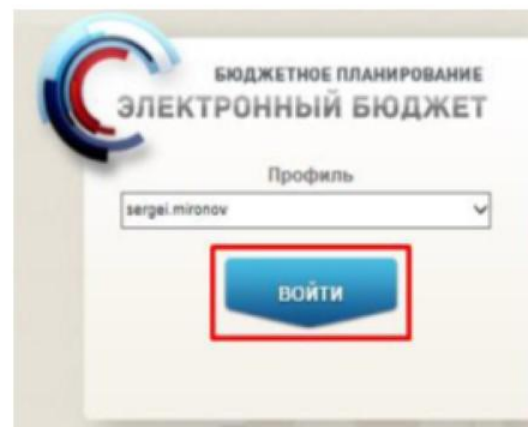 БЮДЖЕТНОЕ ПЛАНИРОВАНИЕ
ЭЛЕКТРОННЫЙ БЮДЖЕТ
Профиль
sergei.mironov
ВОЙТИ